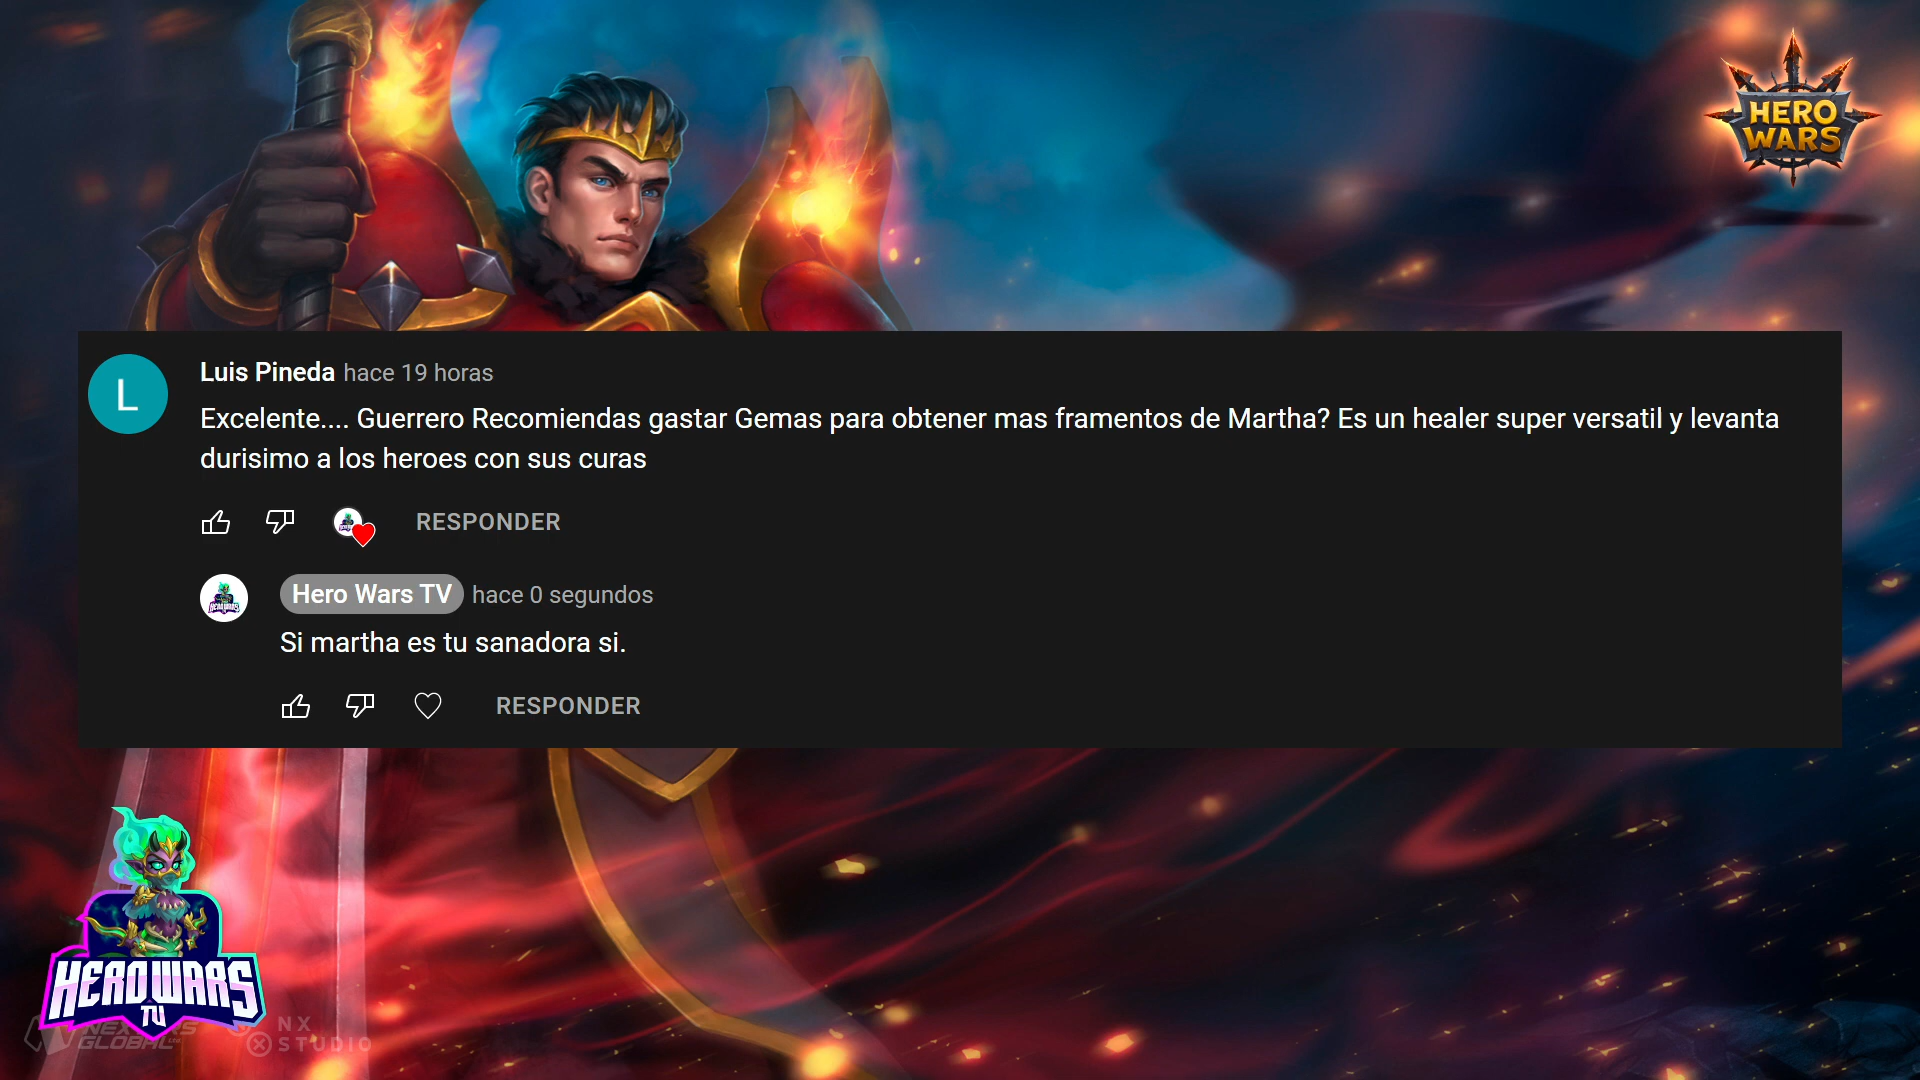 HERO
WARS
L
Luis Pineda hace 19 horas
Excelente.... Guerrero Recomiendas gastar Gemas para obtener mas framentos de Martha? Es un healer super versatil y levanta
durisimo a los heroes con sus curas
RESPONDER
Hero Wars TV hace 0 segundos
Si martha es tu sanadora si.
RESPONDER
HERO WARS
TV
GLOBAL
NX
STUDIO